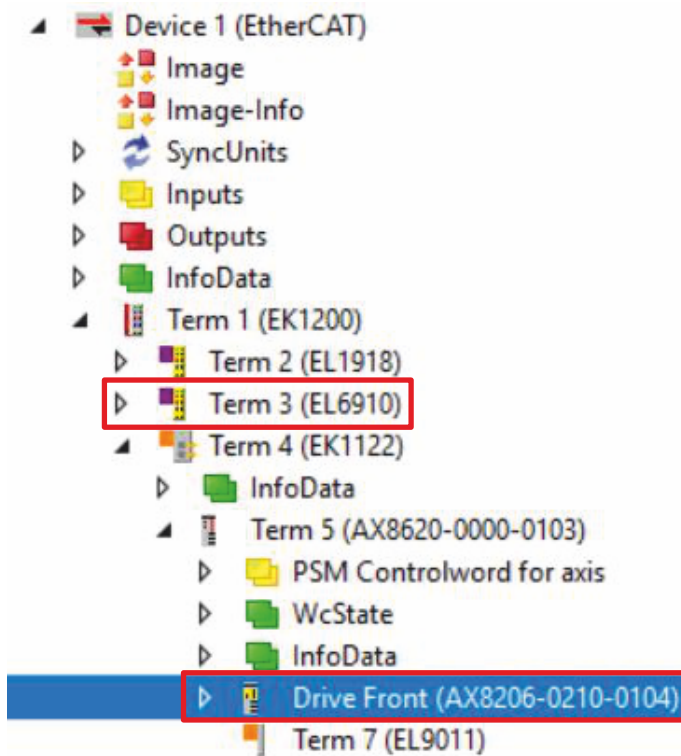 Device 1 (EtherCAT)
Image
Image-Info
SyncUnits
Inputs
Outputs
InfoData
Term 1 (EK1200)
Term 2 (EL1918)
Term 3 (EL6910)
Term 4 (EK1122)
InfoData
Term 5 (AX8620-0000-0103)
PSM Controlword for axis
WcState
InfoData
Drive Front (AX8206-0210-0104)
Term 7 (EL9011)